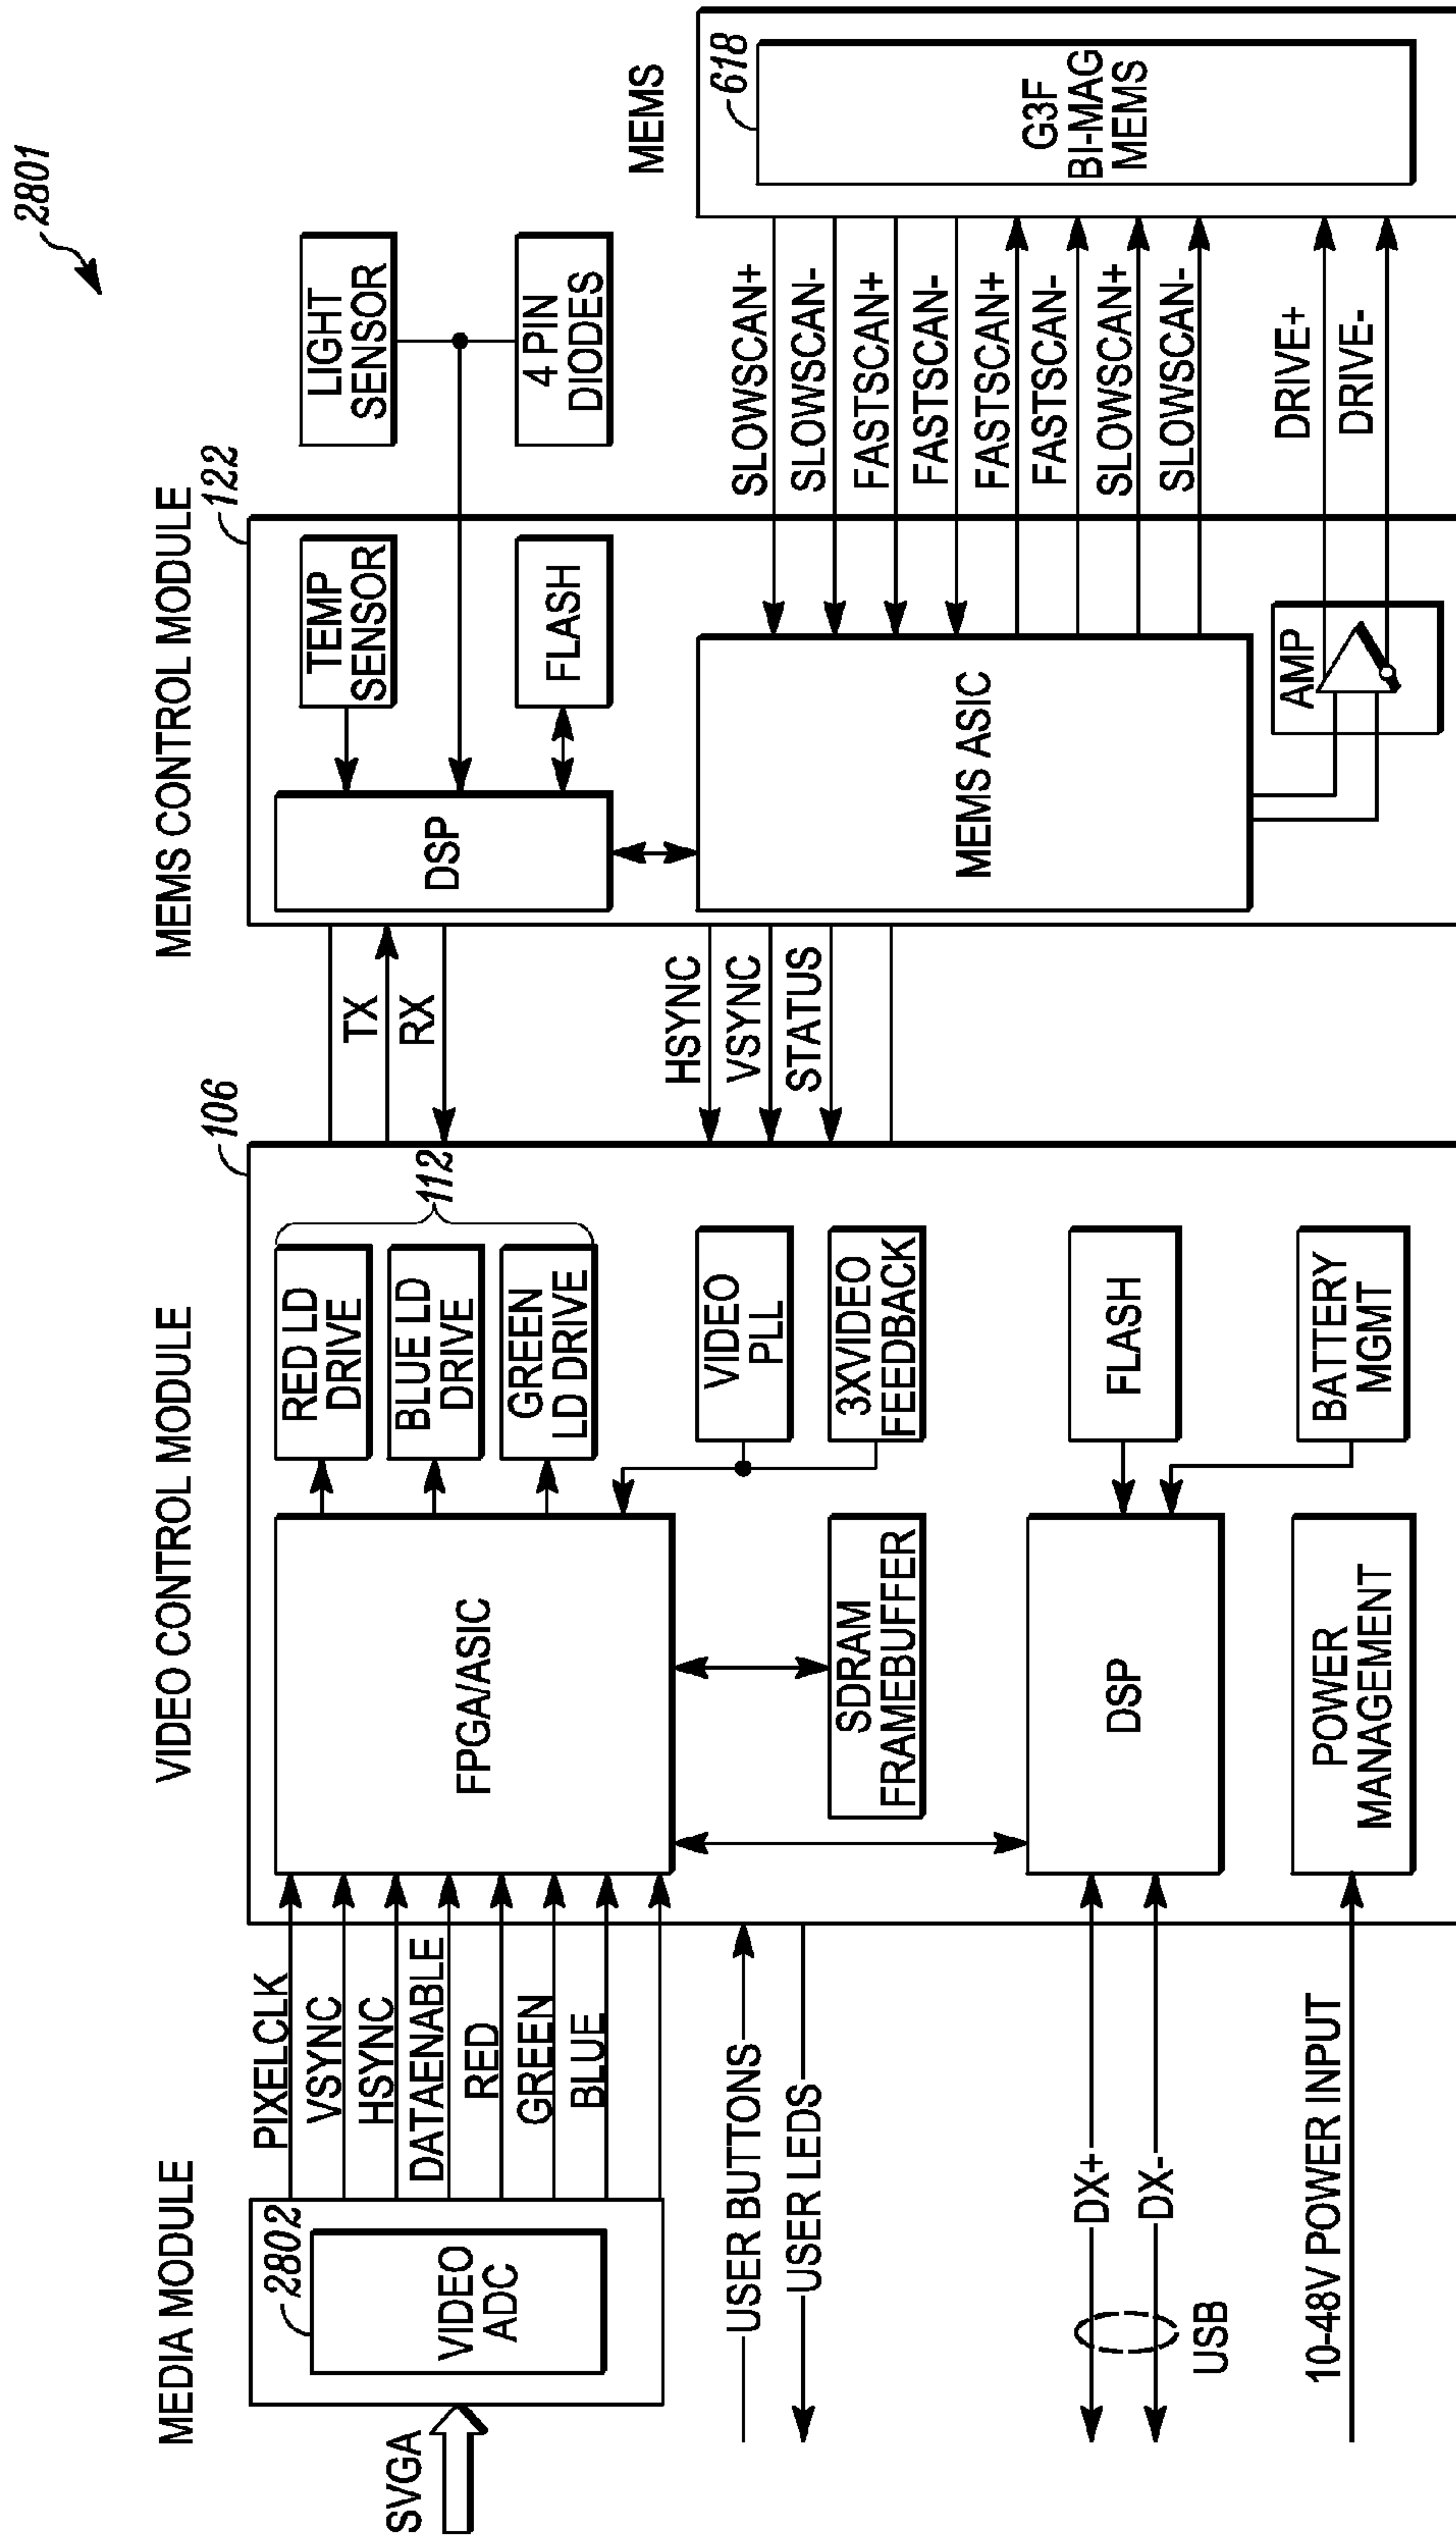 2801
MEDIA MODULE
SVGA
2802
VIDEO
ADC
PIXELCLK
VSYNC
HSYNC
DATAENABLE
RED
GREEN
BLUE
USER BUTTONS
USER LEDS
DX+
DX-
USB
10-48V POWER INPUT
VIDEO CONTROL MODULE
106
FPGA/ASIC
RED LD
DRIVE
BLUE LD
DRIVE
GREEN
LD DRIVE
112
VIDEO
PLL
3XVIDEO
FEEDBACK
SDRAM
FRAMEBUFFER
DSP
FLASH
BATTERY
MGMT
POWER
MANAGEMENT
TX
RX
HSYNC
VSYNC
STATUS
MEMS CONTROL MODULE
122
DSP
TEMP
SENSOR
FLASH
MEMS ASIC
AMP
LIGHT
SENSOR
4 PIN
DIODES
SLOWSCAN+
SLOWSCAN-
FASTSCAN+
FASTSCAN-
FASTSCAN+
FASTSCAN-
SLOWSCAN+
SLOWSCAN-
DRIVE+
DRIVE-
MEMS
618
G3F
BI-MAG
MEMS